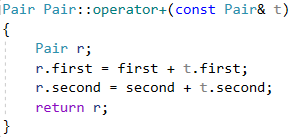 Pair Pair::operator+(const Pair& t)
{
    Pair r;
    r.first = first + t.first;
    r.second = second + t.second;
    return r;
}